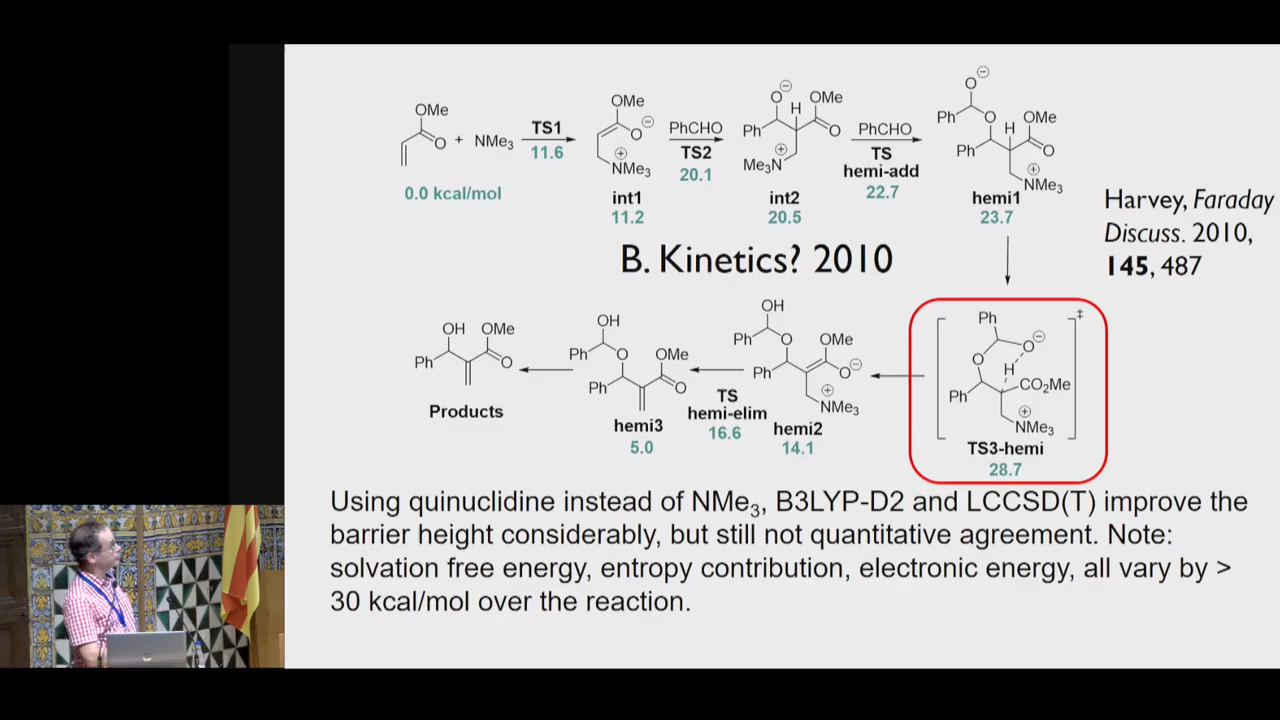 OMe
O
+ NMe3
TS1
11.6
0.0 kcal/mol
OMe
O⊖
⊕
NMe3
int1
11.2
PhCHO
TS2
20.1
O⊖
H
OMe
Ph
O
⊕
Me3N
int2
20.5
PhCHO
TS
hemi-add
22.7
O⊖
Ph
O
H
OMe
Ph
O
⊕
NMe3
hemi1
23.7
Harvey, Faraday
Discuss. 2010,
145, 487
B. Kinetics? 2010
OH OMe
Ph
O
Products
OH
Ph
O
OMe
Ph
O
hemi3
5.0
TS
hemi-elim
16.6
OH
Ph
O
OMe
Ph
O⊖
⊕
NMe3
hemi2
14.1
‡
Ph
O⊖
O
H
CO2Me
Ph
⊕
NMe3
TS3-hemi
28.7
Using quinuclidine instead of NMe3, B3LYP-D2 and LCCSD(T) improve the
barrier height considerably, but still not quantitative agreement. Note:
solvation free energy, entropy contribution, electronic energy, all vary by >
30 kcal/mol over the reaction.